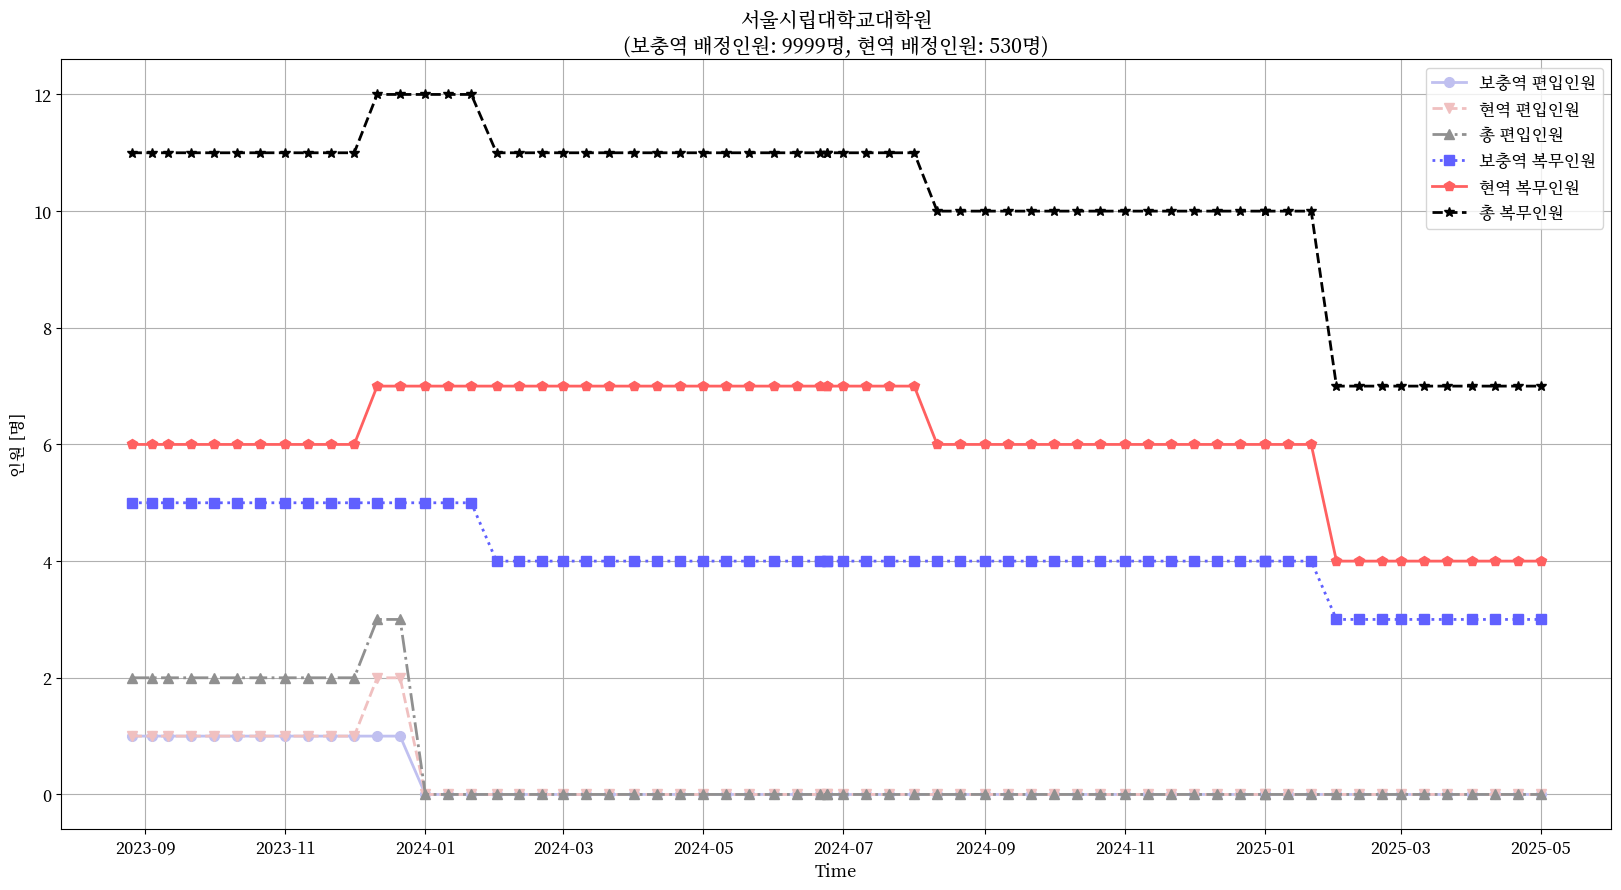 서울시립대학교대학원
(보충역 배정인원: 9999명, 현역 배정인원: 530명)
보충역 편입인원
현역 편입인원
총 편입인원
보충역 복무인원
현역 복무인원
총 복무인원
인원 [명]
12
10
8
6
4
2
0
2023-09
2023-11
2024-01
2024-03
2024-05
2024-07
2024-09
2024-11
2025-01
2025-03
2025-05
Time